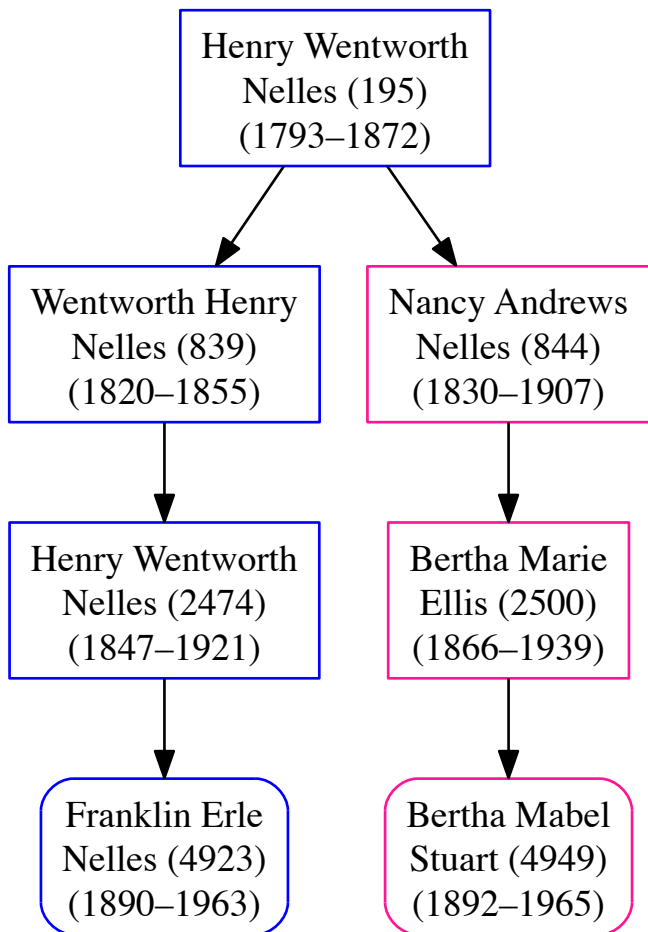 Henry Wentworth
Nelles (195)
(1793–1872)
Wentworth Henry
Nelles (839)
(1820–1855)
Nancy Andrews
Nelles (844)
(1830–1907)
Henry Wentworth
Nelles (2474)
(1847–1921)
Bertha Marie
Ellis (2500)
(1866–1939)
Franklin Erle
Nelles (4923)
(1890–1963)
Bertha Mabel
Stuart (4949)
(1892–1965)